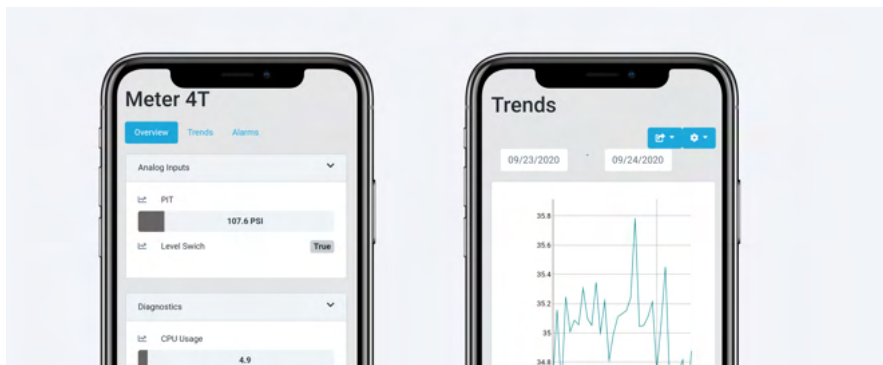 Meter 4T
Overview Trends Alarms
Analog Inputs
PIT
107.6 PSI
Level Swich True
Diagnostics
CPU Usage
4.9
Trends
09/23/2020 - 09/24/2020
35.8
35.6
35.4
35.2
35
34.8